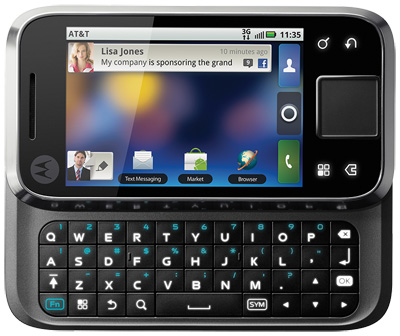 AT&T 3G 11:35
Lisa Jones 10 minutes ago
My company is sponsoring the grand
Text Messaging Market Browser
Q W E R T Y U I O P
A S D F G H J K L
Z X C V B N M . OK
Fn SYM